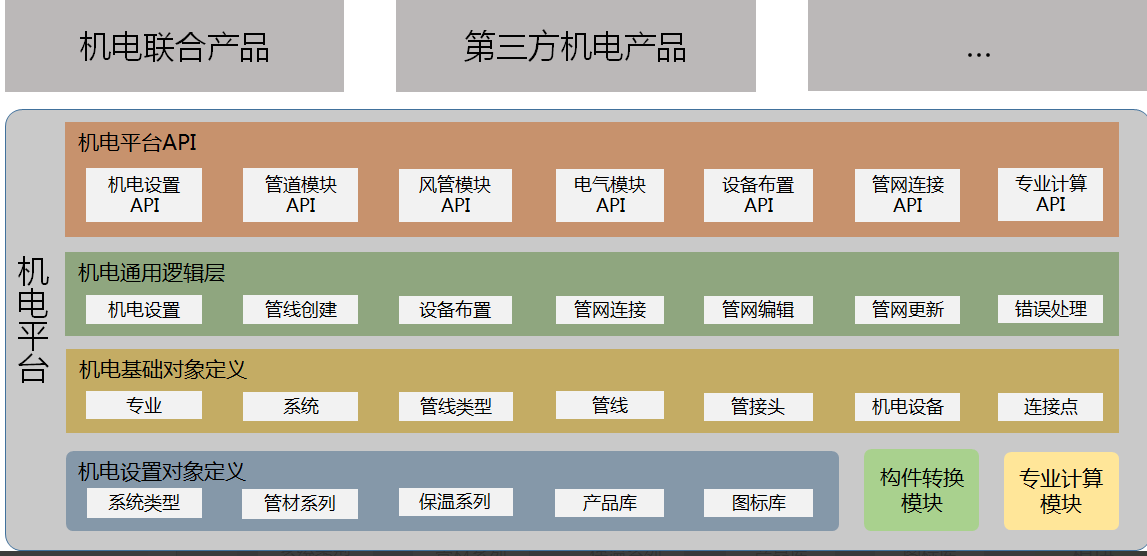 机电联合产品
第三方机电产品
...
机电平台
机电平台API
机电设置
API
管道模块
API
风管模块
API
电气模块
API
设备布置
API
管网连接
API
专业计算
API
机电通用逻辑层
机电设置
管线创建
设备布置
管网连接
管网编辑
管网更新
错误处理
机电基础对象定义
专业
系统
管线类型
管线
管接头
机电设备
连接点
机电设置对象定义
系统类型
管材系列
保温系列
产品库
图标库
构件转换
模块
专业计算
模块